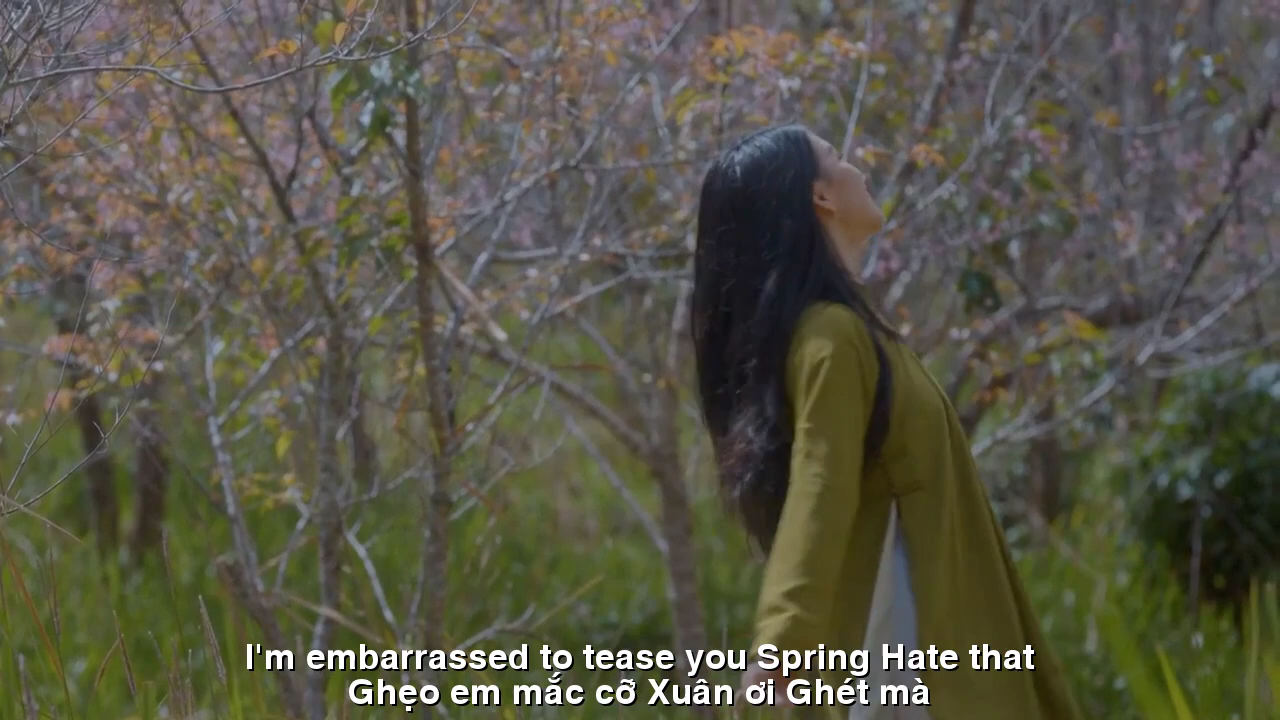 I'm embarrassed to tease you Spring Hate that
Ghẹo em mắc cỡ Xuân ơi Ghét mà